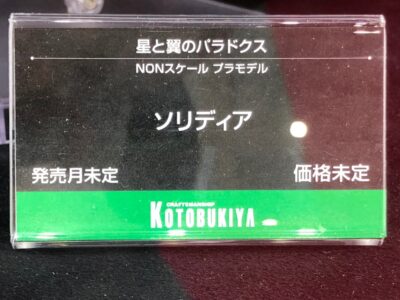 星と翼のパラドクス
NONスケール プラモデル
ソリディア
発売月未定
価格未定
CRAFTSMANSHIP
KOTOBUKIYA